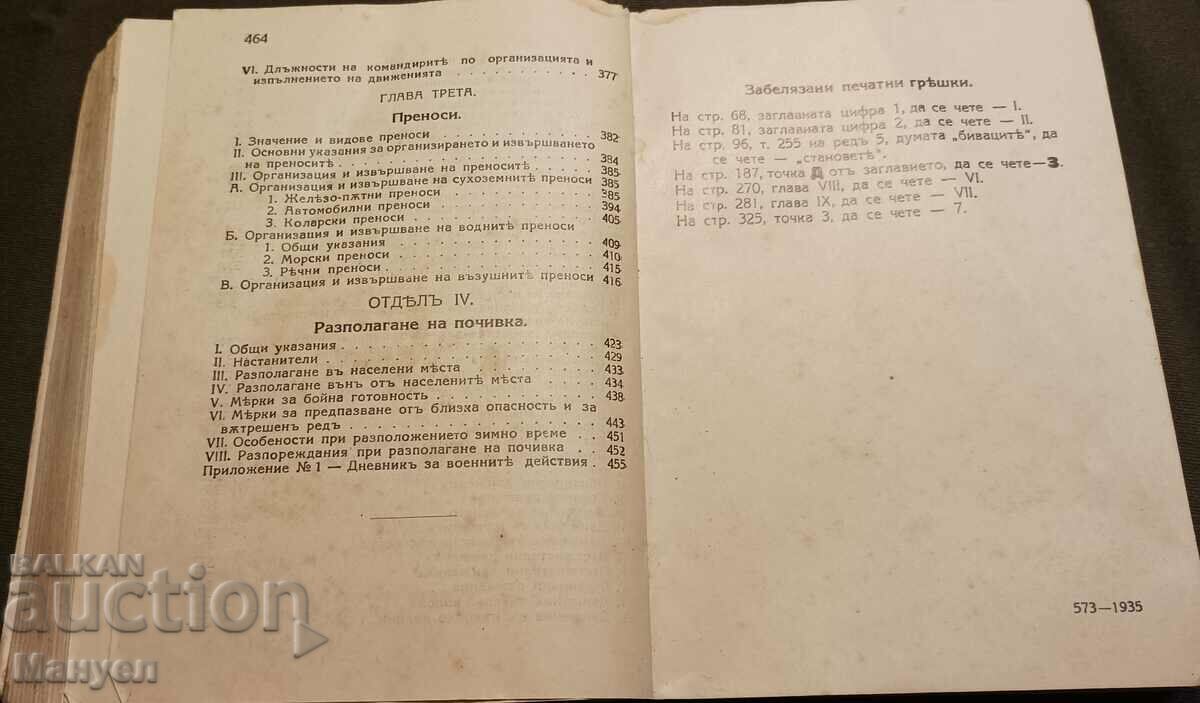 464
VI. Длъжности на командиритѣ по организацията и
изпълнението на движенията . . . . . . . . . . . 377
ГЛАВА ТРЕТА.
Преноси.
I. Значение и видове преноси . . . . . . . . . . . 382
II. Основни указания за организирането и извършването
на преноситѣ . . . . . . . . . . . . . . . . . 384
III. Организация и извършване на преноситѣ . . . . . 385
А. Организация и извършване на сухоземнитѣ преноси 385
1. Желѣзо-пѫтни преноси . . . . . . . . . . . 385
2. Автомобилни преноси . . . . . . . . . . . 394
3. Коларски преноси . . . . . . . . . . . . . 405
Б. Организация и извършване на воднитѣ преноси
1. Общи указания . . . . . . . . . . . . . . 409
2. Морски преноси . . . . . . . . . . . . . . 410
3. Рѣчни преноси . . . . . . . . . . . . . . 415
В. Организация и извършване на възушнитѣ преноси 416
ОТДѢЛЪ IV.
Разполагане на почивка.
I. Общи указания . . . . . . . . . . . . . . . . 423
II. Настанители . . . . . . . . . . . . . . . . . 429
III. Разполагане въ населени мѣста . . . . . . . . 433
IV. Разполагане вънъ отъ населенитѣ мѣста . . . . 434
V. Мѣрки за бойна готовность . . . . . . . . . . 438
VI. Мѣрки за предпазване отъ близка опасность и за
вѫтрешенъ редъ . . . . . . . . . . . . . . . 443
VII. Особености при разположението зимно време . . 451
VIII. Разпореждания при разполагане на почивка . . 452
Приложение № 1 — Дневникъ за военнитѣ действия . 455
Забелязани печатни грѣшки.
На стр. 68, заглавната цифра 1, да се чете — I.
На стр. 81, заглавната цифра 2, да се чете — II.
На стр. 96, т. 255 на редъ 5, думата „бивацитѣ", да
се чете — „становетѣ".
На стр. 187, точка Д отъ заглавието, да се чете—З.
На стр. 270, глава VIII, да се чете — VI.
На стр. 281, глава IX, да се чете — VII.
На стр. 325, точка 3, да се чете — 7.
573—1935
BALKAN
auction
Мануел